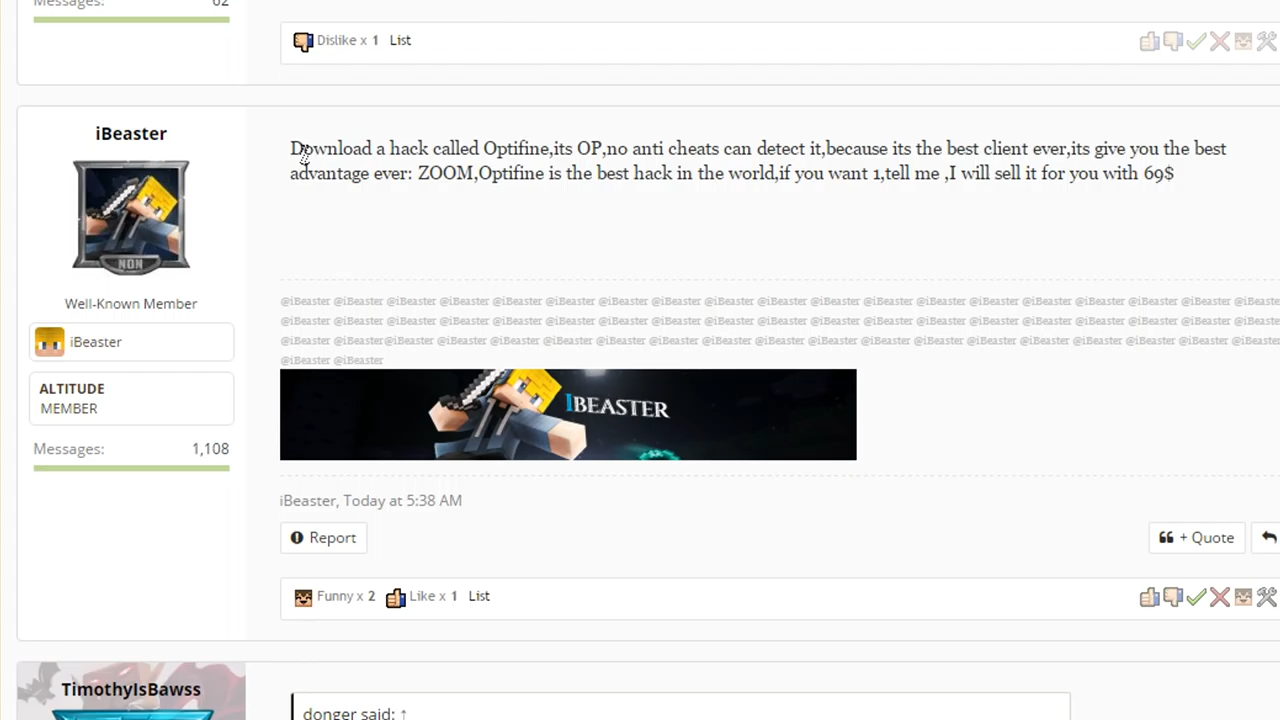 Messages: 62
Dislike x 1 List
iBeaster
Download a hack called Optifine,its OP,no anti cheats can detect it,because its the best client ever,its give you the best
advantage ever: ZOOM,Optifine is the best hack in the world,if you want 1,tell me ,I will sell it for you with 69$
NON
Well-Known Member
iBeaster
ALTITUDE
MEMBER
Messages: 1,108
@iBeaster @iBeaster @iBeaster @iBeaster @iBeaster @iBeaster @iBeaster @iBeaster @iBeaster @iBeaster @iBeaster @iBeaster @iBeaster @iBeaster @iBeaster @iBeaster @iBeaster @iBeaster @iBeaste
@iBeaster @iBeaster @iBeaster @iBeaster @iBeaster @iBeaster @iBeaster @iBeaster @iBeaster @iBeaster @iBeaster @iBeaster @iBeaster @iBeaster @iBeaster @iBeaster @iBeaster @iBeaster @iBeaste
@iBeaster @iBeaster@iBeaster @iBeaster @iBeaster @iBeaster @iBeaster @iBeaster @iBeaster @iBeaster @iBeaster @iBeaster @iBeaster @iBeaster @iBeaster @iBeaster @iBeaster @iBeaster @iBeaste
@iBeaster @iBeaster
IBEASTER
iBeaster, Today at 5:38 AM
Report
+ Quote
Funny x 2 Like x 1 List
TimothyIsBawss
donger said: ↑